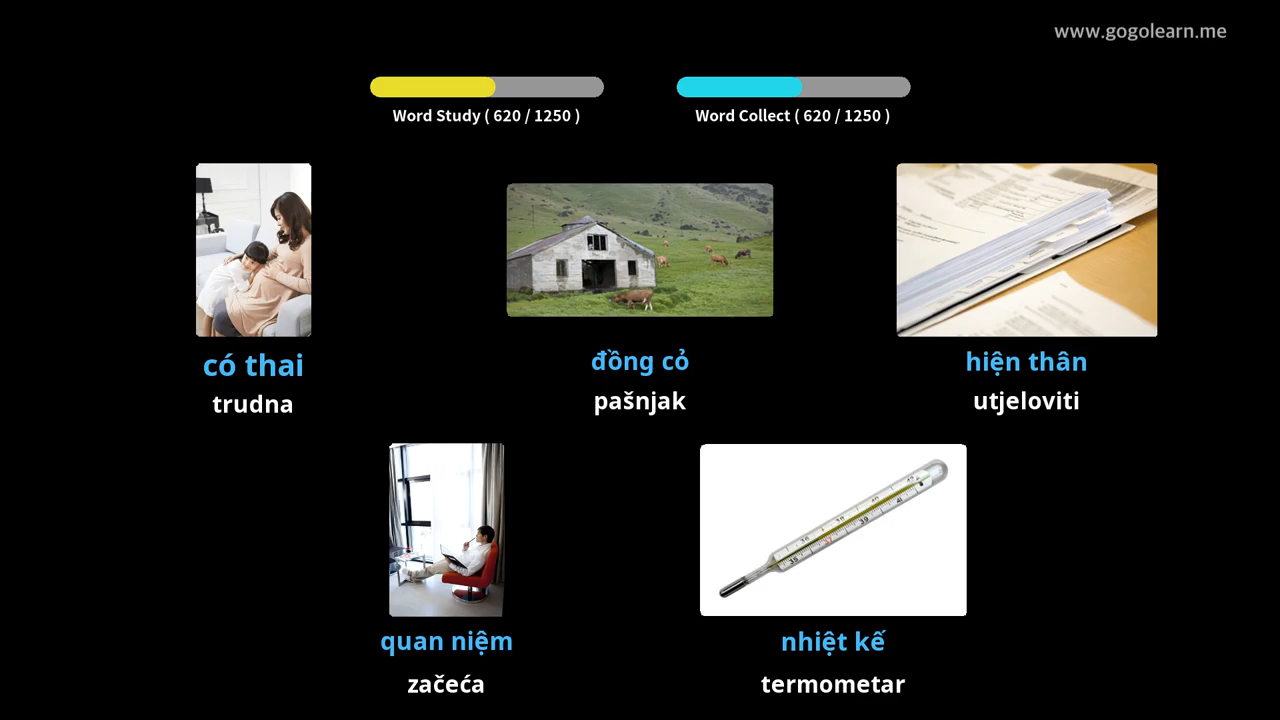 www.gogolearn.me
Word Study ( 620 / 1250 )
Word Collect ( 620 / 1250 )
có thai
trudna
đồng cỏ
pašnjak
hiện thân
utjeloviti
quan niệm
začeća
nhiệt kế
termometar